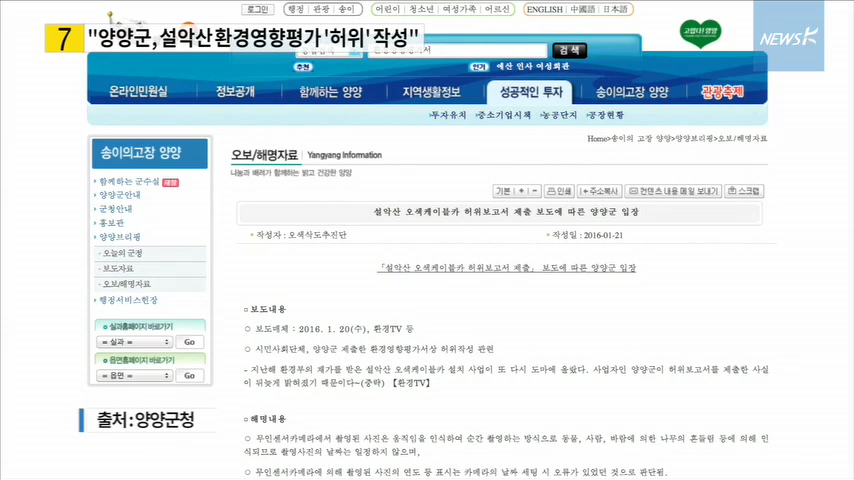 로그인 행정 | 관광 | 송이 어린이 | 청소년 | 여성가족 | 어르신 ENGLISH | 中國語 | 日本語
7 "양양군, 설악산 환경영향평가 '허위' 작성"
고맙다! 양양
NEWS K
검색
추천 인기 예산 인사 여성회관
온라인민원실 정보공개 함께하는 양양 지역생활정보 성공적인 투자 송이의고장 양양 관광축제
투자유치 중소기업시책 농공단지 공장현황
Home>송이의 고장 양양>양양브리핑>오보/해명자료
송이의고장 양양
함께하는 군수실
양양군안내
군청안내
홍보관
양양브리핑
- 오늘의 군정
- 보도자료
- 오보/해명자료
행정서비스헌장
실과홈페이지 바로가기
= 실과 = Go
읍면홈페이지 바로가기
= 읍면 = Go
오보/해명자료 | Yangyang Information
나눔과 배려가 함께하는 밝고 건강한 양양
기본 + - 인쇄 주소복사 컨텐츠 내용 메일 보내기 스크랩
설악산 오색케이블카 허위보고서 제출 보도에 따른 양양군 입장
작성자 : 오색삭도추진단 작성일 : 2016-01-21
「설악산 오색케이블카 허위보고서 제출」 보도에 따른 양양군 입장
□ 보도내용
○ 보도매체 : 2016. 1. 20(수), 환경TV 등
○ 시민사회단체, 양양군 제출한 환경영향평가서상 허위작성 관련
- 지난해 환경부의 재가를 받은 설악산 오색케이블카 설치 사업이 또 다시 도마에 올랐다. 사업자인 양양군이 허위보고서를 제출한 사실
이 뒤늦게 밝혀졌기 때문이다~(중략) 【환경TV】
□ 해명내용
○ 무인센서카메라에서 촬영된 사진은 움직임을 인식하여 순간 촬영하는 방식으로 동물, 사람, 바람에 의한 나무의 흔들림 등에 의해 인
식되므로 촬영사진의 날짜는 일정하지 않으며,
○ 무인센서카메라에 의해 촬영된 사진의 연도 등 표시는 카메라의 날짜 세팅 시 오류가 있었던 것으로 판단됨.
출처 : 양양군청